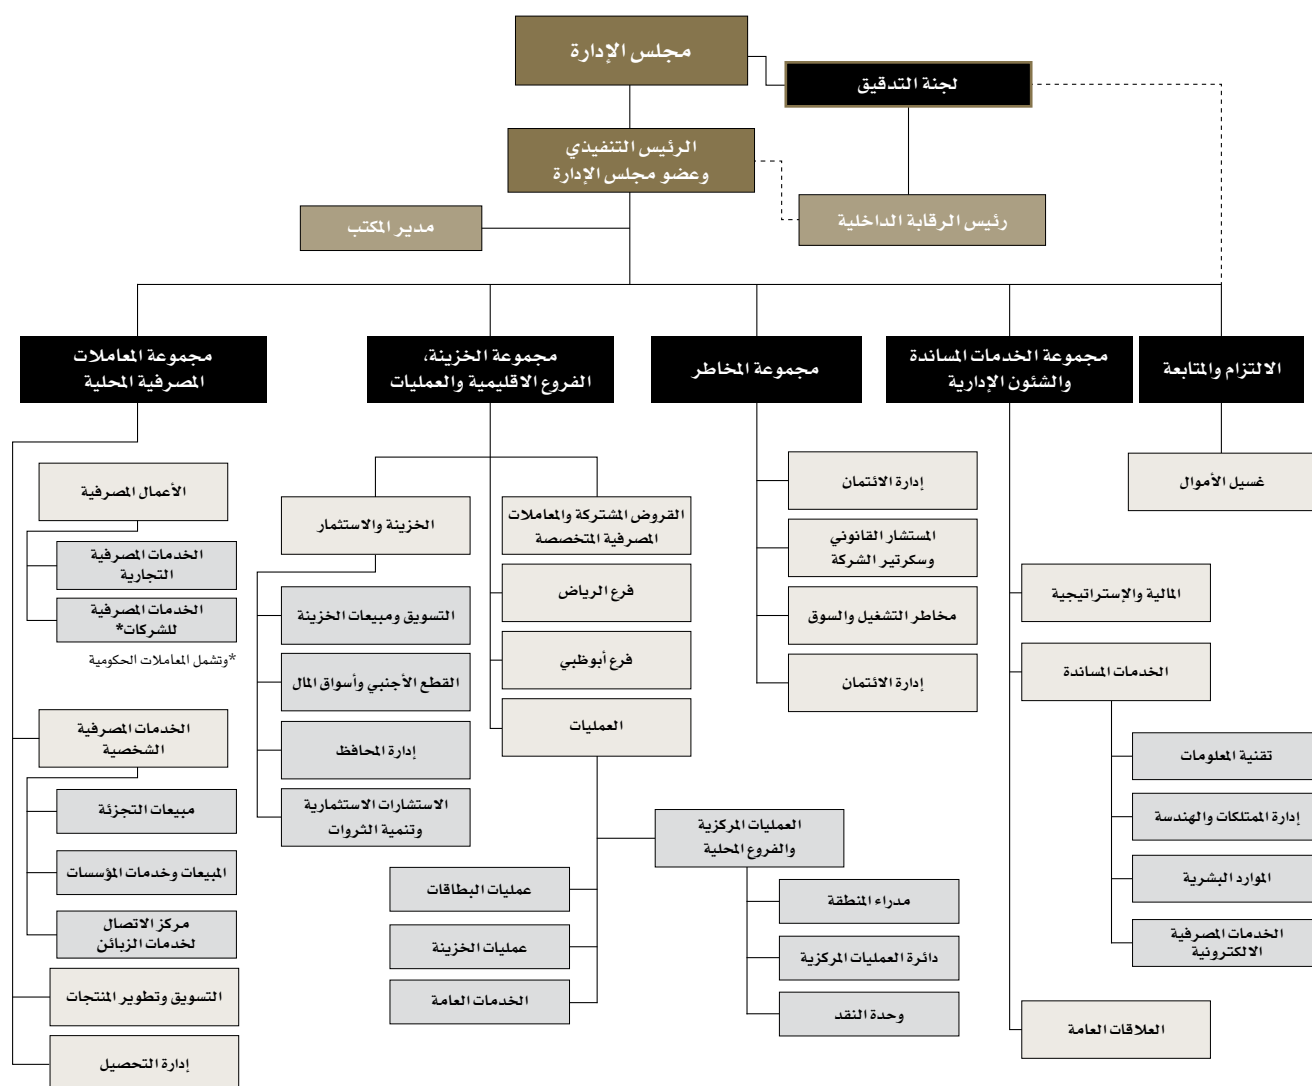 مجلس الإدارة
لجنة التدقيق
الرئيس التنفيذي
وعضو مجلس الإدارة
رئيس الرقابة الداخلية
مدير المكتب
الالتزام والمتابعة
مجموعة الخدمات المساندة
والشئون الإدارية
مجموعة المخاطر
مجموعة الخزينة،
الفروع الاقليمية والعمليات
مجموعة المعاملات
المصرفية المحلية
غسيل الأموال
المالية والإستراتيجية
الخدمات المساندة
تقنية المعلومات
إدارة الممتلكات والهندسة
الموارد البشرية
الخدمات المصرفية
الالكترونية
العلاقات العامة
إدارة الائتمان
المستشار القانوني
وسكرتير الشركة
مخاطر التشغيل والسوق
إدارة الائتمان
القروض المشتركة والمعاملات
المصرفية المتخصصة
فرع الرياض
فرع أبوظبي
العمليات
العمليات المركزية
والفروع المحلية
مدراء المنطقة
دائرة العمليات المركزية
وحدة النقد
عمليات البطاقات
عمليات الخزينة
الخدمات العامة
الخزينة والاستثمار
التسويق ومبيعات الخزينة
القطع الأجنبي وأسواق المال
إدارة المحافظ
الاستشارات الاستثمارية
وتنمية الثروات
الأعمال المصرفية
الخدمات المصرفية
التجارية
الخدمات المصرفية
للشركات*
*وتشمل المعاملات الحكومية
الخدمات المصرفية
الشخصية
مبيعات التجزئة
المبيعات وخدمات المؤسسات
مركز الاتصال
لخدمات الزبائن
التسويق وتطوير المنتجات
إدارة التحصيل